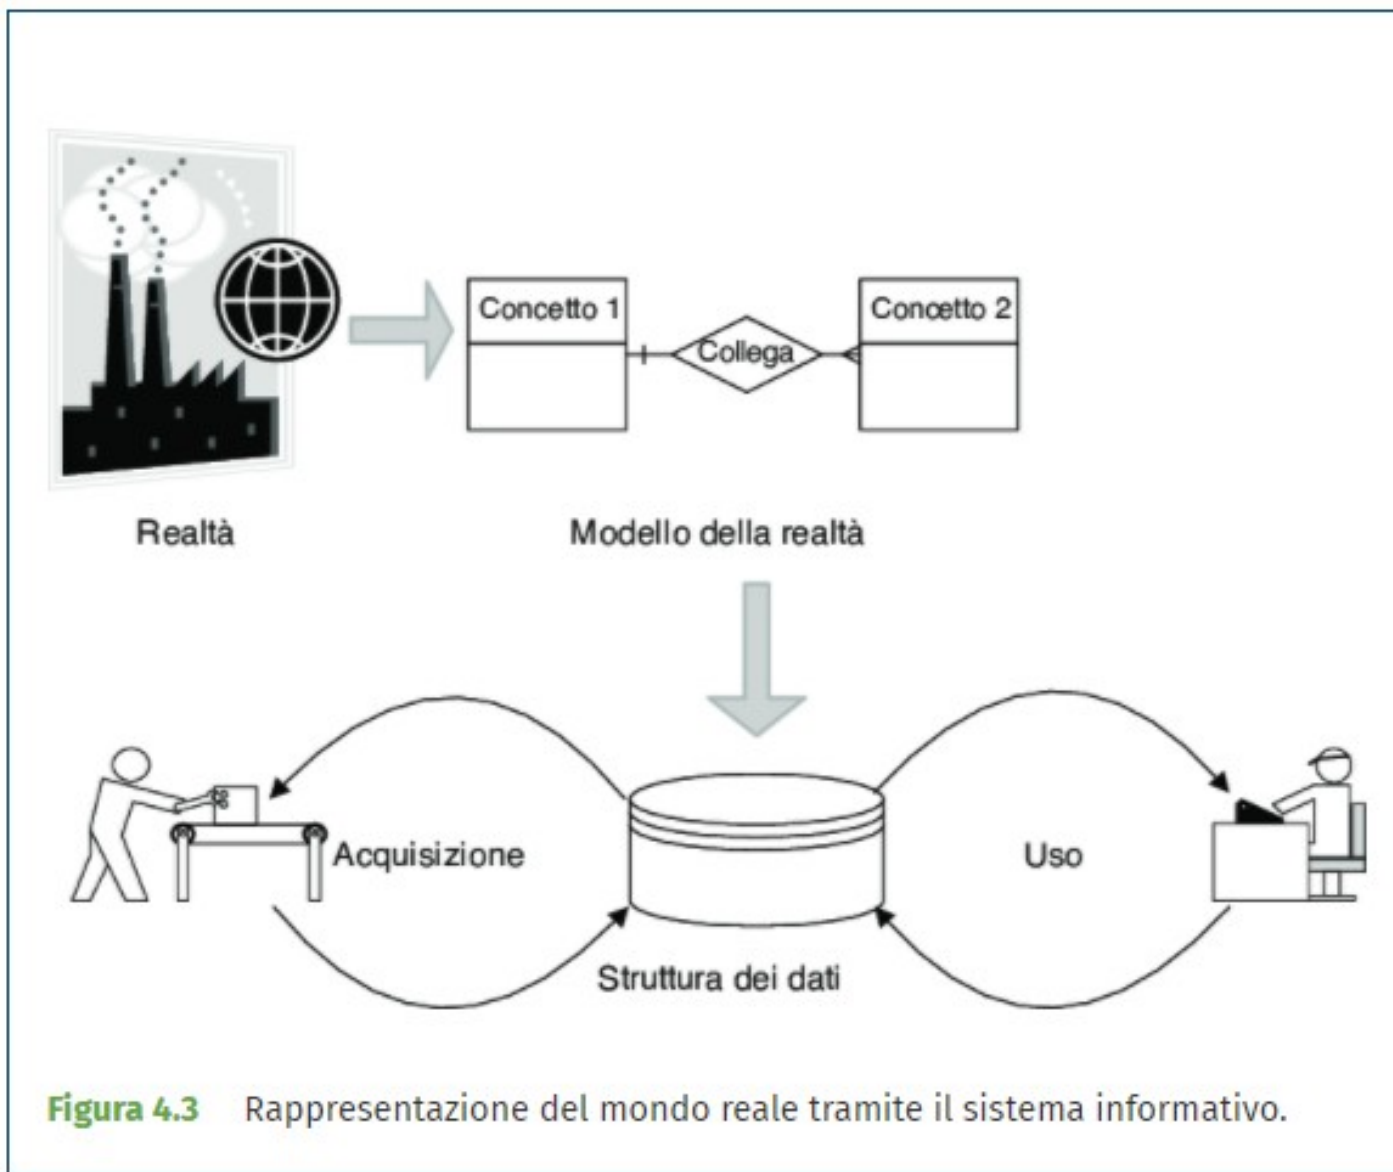 Concetto 1
Collega
Concetto 2
Realtà
Modello della realtà
Acquisizione
Uso
Struttura dei dati
Figura 4.3 Rappresentazione del mondo reale tramite il sistema informativo.